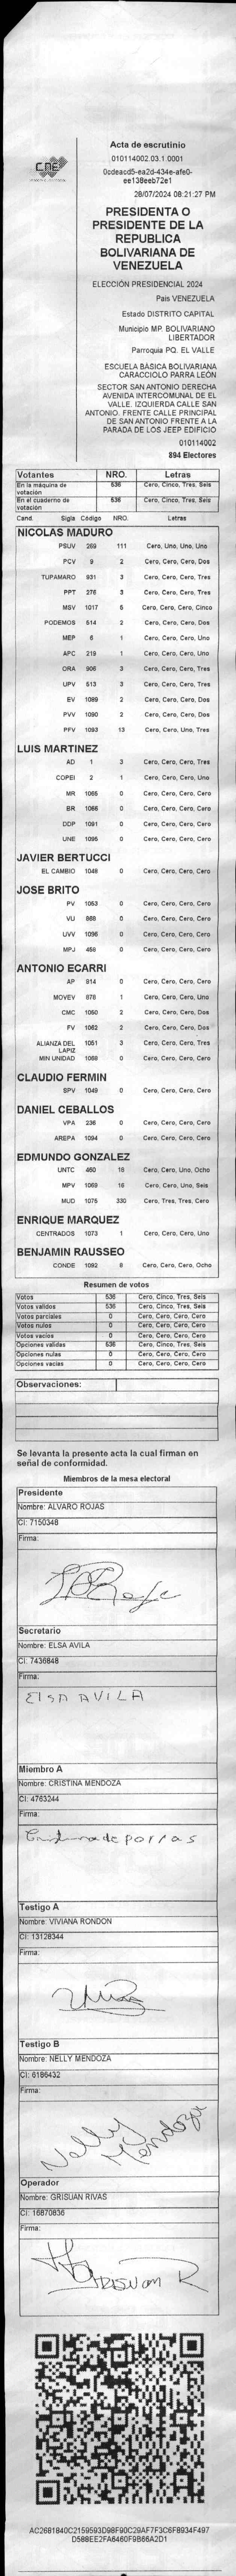 CNE
Acta de escrutinio
010114002.03.1.0001
0cdeacd5-ea2d-434e-afe0-
ee138eeb72e1
28/07/2024 08:21:27 PM
PRESIDENTA O
PRESIDENTE DE LA
REPUBLICA
BOLIVARIANA DE
VENEZUELA
ELECCIÓN PRESIDENCIAL 2024
País VENEZUELA
Estado DISTRITO CAPITAL
Municipio MP. BOLIVARIANO
LIBERTADOR
Parroquia PQ. EL VALLE
ESCUELA BÁSICA BOLIVARIANA
CARACCIOLO PARRA LEÓN
SECTOR SAN ANTONIO DERECHA
AVENIDA INTERCOMUNAL DE EL
VALLE. IZQUIERDA CALLE SAN
ANTONIO. FRENTE CALLE PRINCIPAL
DE SAN ANTONIO FRENTE A LA
PARADA DE LOS JEEP EDIFICIO
010114002
894 Electores
Votantes NRO. Letras
En la máquina de votación 536 Cero, Cinco, Tres, Seis
En el cuaderno de votación 536 Cero, Cinco, Tres, Seis
Cand. Sigla Código NRO. Letras
NICOLAS MADURO
PSUV 269 111 Cero, Uno, Uno, Uno
PCV 9 2 Cero, Cero, Cero, Dos
TUPAMARO 931 3 Cero, Cero, Cero, Tres
PPT 276 3 Cero, Cero, Cero, Tres
MSV 1017 5 Cero, Cero, Cero, Cinco
PODEMOS 514 2 Cero, Cero, Cero, Dos
MEP 6 1 Cero, Cero, Cero, Uno
APC 219 1 Cero, Cero, Cero, Uno
ORA 906 3 Cero, Cero, Cero, Tres
UPV 513 3 Cero, Cero, Cero, Tres
EV 1089 2 Cero, Cero, Cero, Dos
PVV 1090 2 Cero, Cero, Cero, Dos
PFV 1093 13 Cero, Cero, Uno, Tres
LUIS MARTINEZ
AD 1 3 Cero, Cero, Cero, Tres
COPEI 2 1 Cero, Cero, Cero, Uno
MR 1065 0 Cero, Cero, Cero, Cero
BR 1066 0 Cero, Cero, Cero, Cero
DDP 1091 0 Cero, Cero, Cero, Cero
UNE 1095 0 Cero, Cero, Cero, Cero
JAVIER BERTUCCI
EL CAMBIO 1048 0 Cero, Cero, Cero, Cero
JOSE BRITO
PV 1053 0 Cero, Cero, Cero, Cero
VU 868 0 Cero, Cero, Cero, Cero
UVV 1096 0 Cero, Cero, Cero, Cero
MPJ 458 0 Cero, Cero, Cero, Cero
ANTONIO ECARRI
AP 914 0 Cero, Cero, Cero, Cero
MOVEV 878 1 Cero, Cero, Cero, Uno
CMC 1050 2 Cero, Cero, Cero, Dos
FV 1062 2 Cero, Cero, Cero, Dos
ALIANZA DEL LAPIZ 1051 3 Cero, Cero, Cero, Tres
MIN UNIDAD 1068 0 Cero, Cero, Cero, Cero
CLAUDIO FERMIN
SPV 1049 0 Cero, Cero, Cero, Cero
DANIEL CEBALLOS
VPA 236 0 Cero, Cero, Cero, Cero
AREPA 1094 0 Cero, Cero, Cero, Cero
EDMUNDO GONZALEZ
UNTC 460 18 Cero, Cero, Uno, Ocho
MPV 1069 16 Cero, Cero, Uno, Seis
MUD 1075 330 Cero, Tres, Tres, Cero
ENRIQUE MARQUEZ
CENTRADOS 1073 1 Cero, Cero, Cero, Uno
BENJAMIN RAUSSEO
CONDE 1092 8 Cero, Cero, Cero, Ocho
Resumen de votos
Votos 536 Cero, Cinco, Tres, Seis
Votos validos 536 Cero, Cinco, Tres, Seis
Votos parciales 0 Cero, Cero, Cero, Cero
Votos nulos 0 Cero, Cero, Cero, Cero
Votos vacios 0 Cero, Cero, Cero, Cero
Opciones validas 536 Cero, Cinco, Tres, Seis
Opciones nulas 0 Cero, Cero, Cero, Cero
Opciones vacias 0 Cero, Cero, Cero, Cero
Observaciones:
Se levanta la presente acta la cual firman en
señal de conformidad.
Miembros de la mesa electoral
Presidente
Nombre: ALVARO ROJAS
CI: 7150348
Firma:
Secretario
Nombre: ELSA AVILA
CI: 7436848
Firma:
ELSA AVILA
Miembro A
Nombre: CRISTINA MENDOZA
CI: 4763244
Firma:
de porras
Testigo A
Nombre: VIVIANA RONDON
CI: 13128344
Firma:
Testigo B
Nombre: NELLY MENDOZA
CI: 6186432
Firma:
Nelly
Mendoza
Operador
Nombre: GRISUAN RIVAS
CI: 16870836
Firma:
Grisuan R
AC2681840C2159593D98F90C29AF7F3C6F8934F497
D588EE2FA6460F9B66A2D1